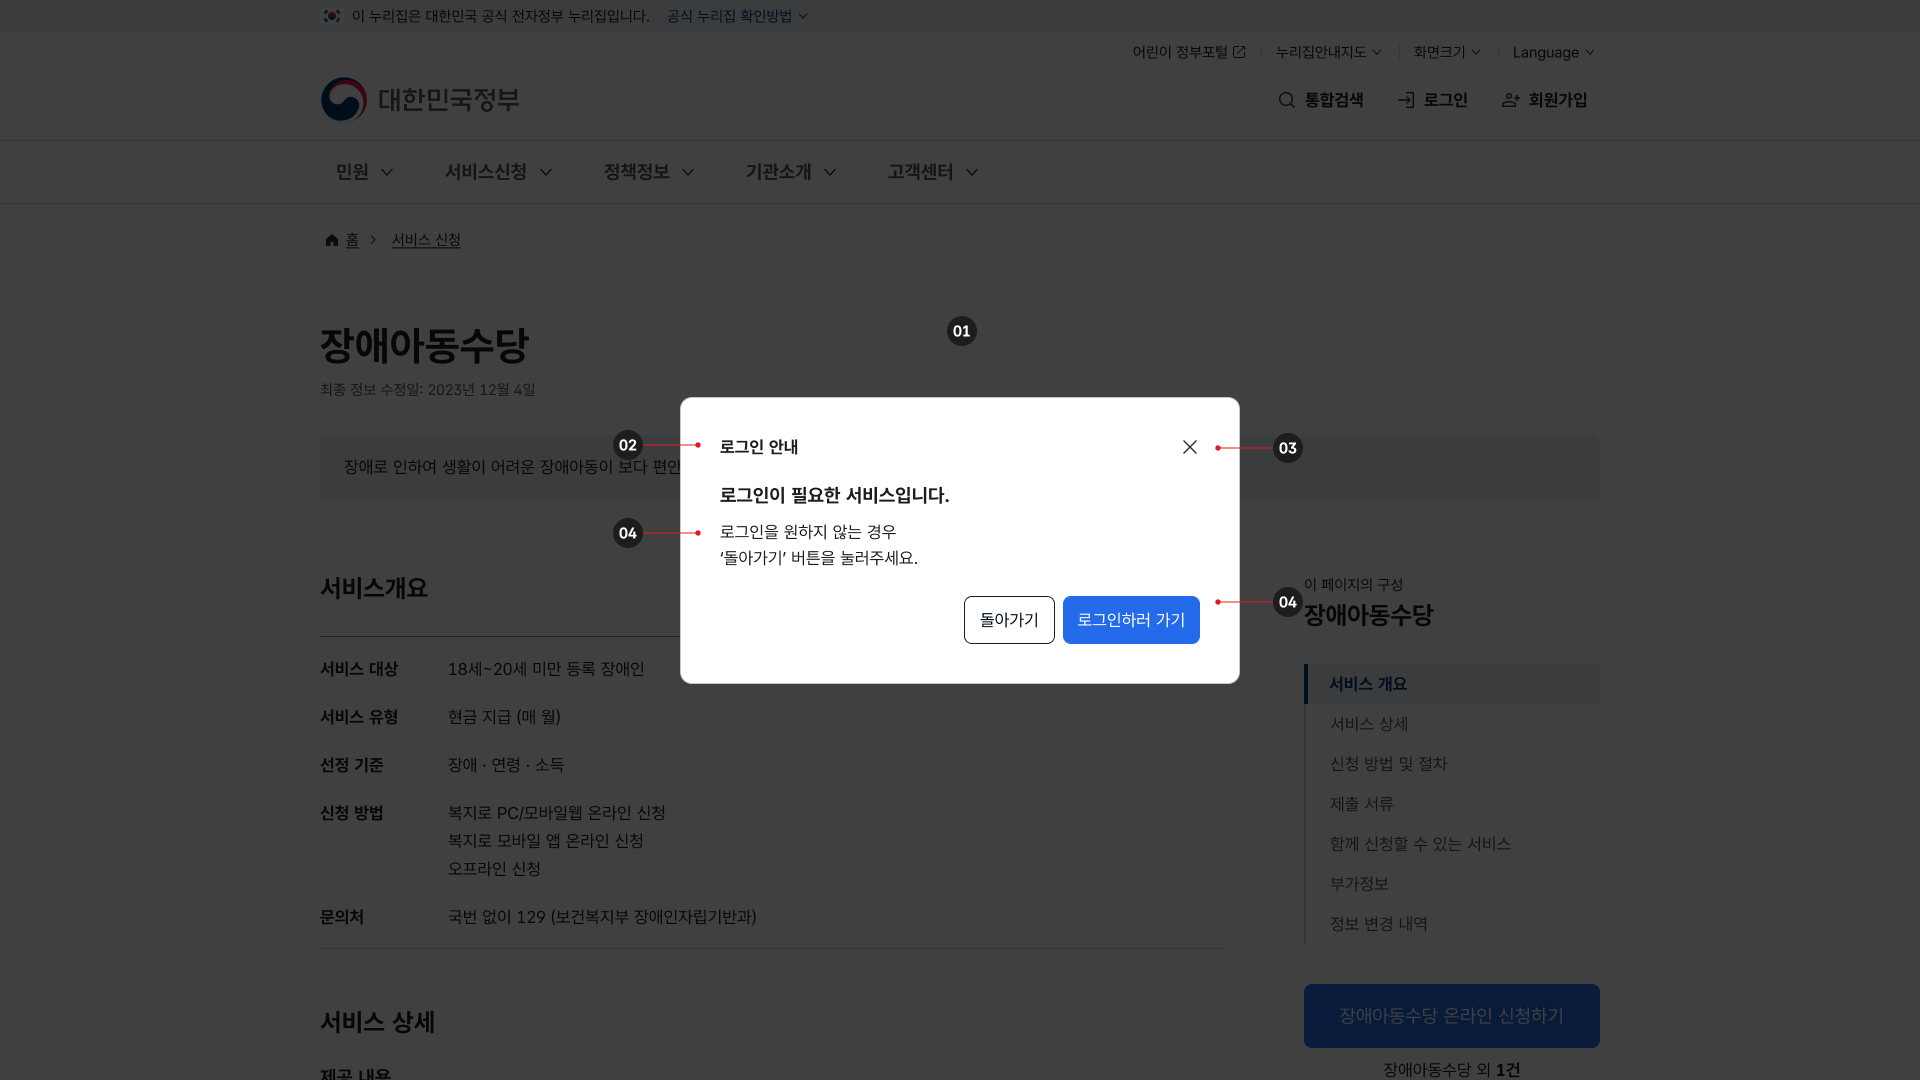 이 누리집은 대한민국 공식 전자정부 누리집입니다. 공식 누리집 확인방법
어린이 정부포털 누리집안내지도 화면크기 Language
대한민국정부 통합검색 로그인 회원가입
민원 서비스신청 정책정보 기관소개 고객센터
홈 서비스 신청
01
장애아동수당
최종 정보 수정일: 2023년 12월 4일
장애로 인하여 생활이 어려운 장애아동이 보다 편안
02 로그인 안내 03
로그인이 필요한 서비스입니다.
04 로그인을 원하지 않는 경우
‘돌아가기’ 버튼을 눌러주세요.
돌아가기 로그인하러 가기 04
서비스개요
서비스 대상 18세~20세 미만 등록 장애인
서비스 유형 현금 지급 (매 월)
선정 기준 장애 · 연령 · 소득
신청 방법 복지로 PC/모바일웹 온라인 신청
복지로 모바일 앱 온라인 신청
오프라인 신청
문의처 국번 없이 129 (보건복지부 장애인자립기반과)
서비스 상세
제공 내용
이 페이지의 구성
장애아동수당
서비스 개요
서비스 상세
신청 방법 및 절차
제출 서류
함께 신청할 수 있는 서비스
부가정보
정보 변경 내역
장애아동수당 온라인 신청하기
장애아동수당 외 1건